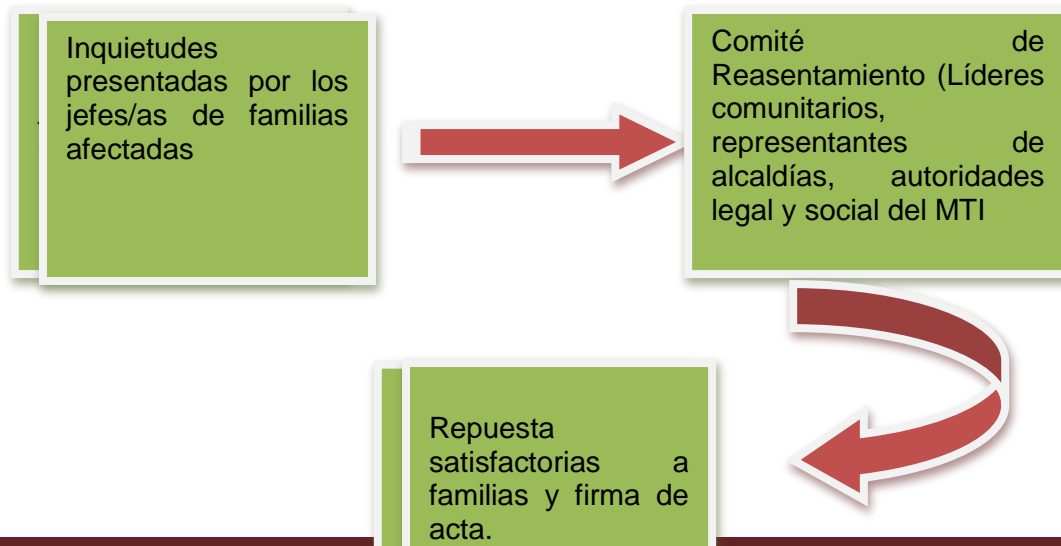 Inquietudes
presentadas por los
jefes/as de familias
afectadas
Comité de
Reasentamiento (Líderes
comunitarios,
representantes de
alcaldías, autoridades
legal y social del MTI
Repuesta
satisfactorias a
familias y firma de
acta.